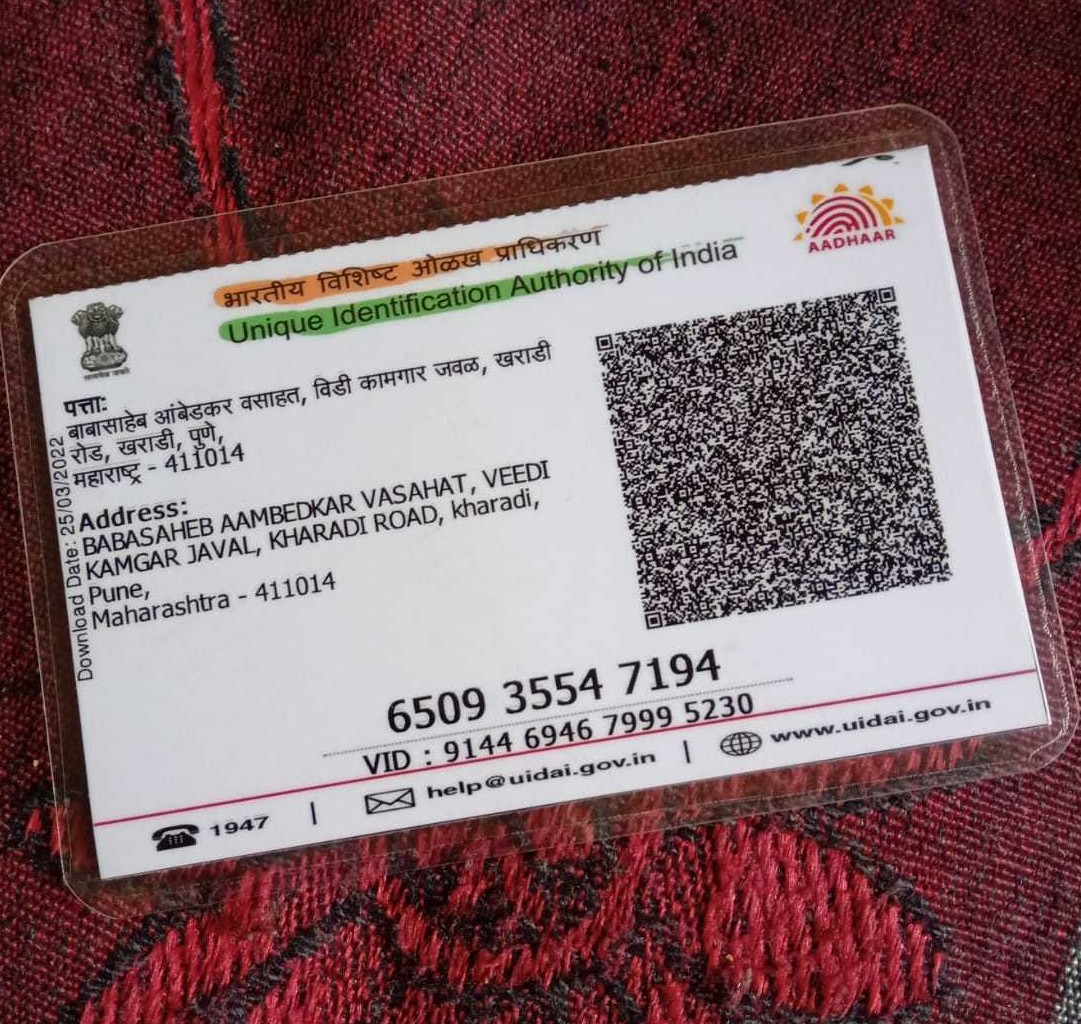 भारतीय विशिष्ट ओळख प्राधिकरण
Unique Identification Authority of India
AADHAAR
पत्ता:
बाबासाहेब आंबेडकर वसाहत, विडी कामगार जवळ, खराडी
रोड, खराडी, पुणे,
महाराष्ट्र - 411014
Address:
BABASAHEB AAMBEDKAR VASAHAT, VEEDI
KAMGAR JAVAL, KHARADI ROAD, kharadi,
Pune,
Maharashtra - 411014
Download Date: 25/03/2022
6509 3554 7194
VID : 9144 6946 7999 5230
1947 | help@uidai.gov.in | www.uidai.gov.in